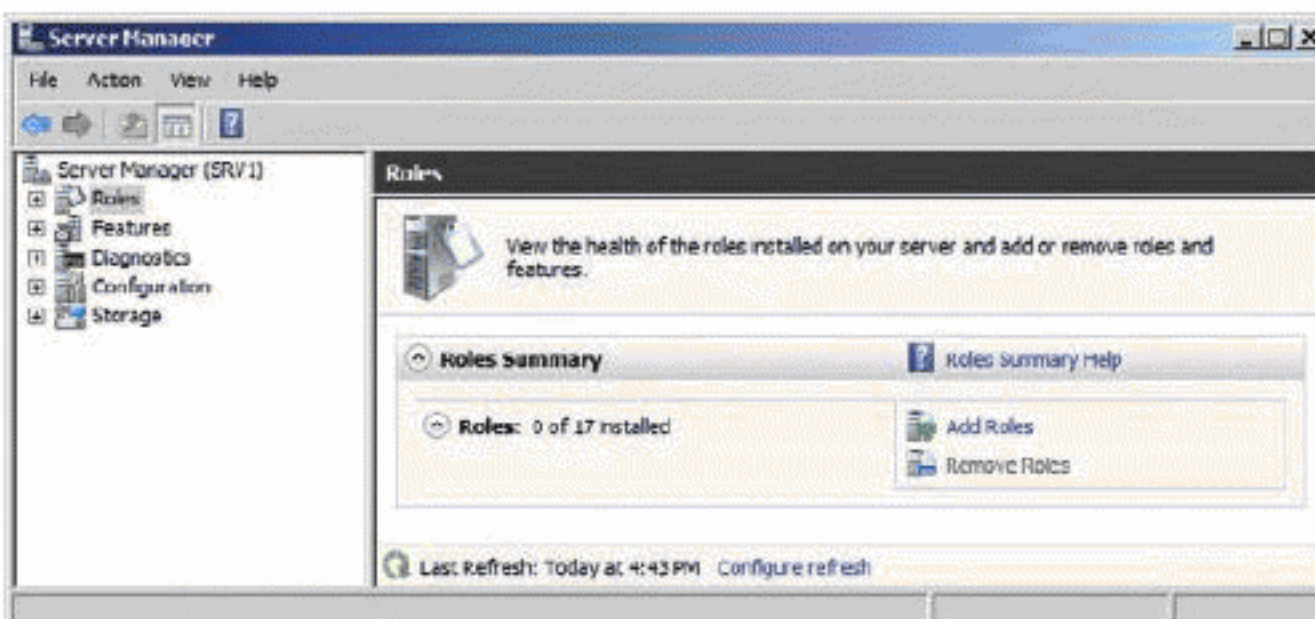 Server Manager
File Action View Help
Server Manager (SRV1)
Roles
Features
Diagnostics
Configuration
Storage
Roles
View the health of the roles installed on your server and add or remove roles and
features.
Roles Summary
Roles Summary Help
Roles: 0 of 17 installed
Add Roles
Remove Roles
Last Refresh: Today at 4:43 PM Configure refresh